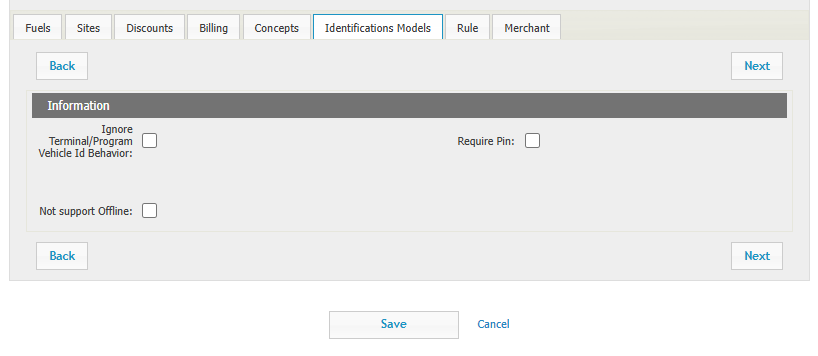 Fuels Sites Discounts Billing Concepts Identifications Models Rule Merchant
Back Next
Information
Ignore
Terminal/Program
Vehicle Id Behavior:
Require Pin:
Not support Offline:
Back Next
Save Cancel